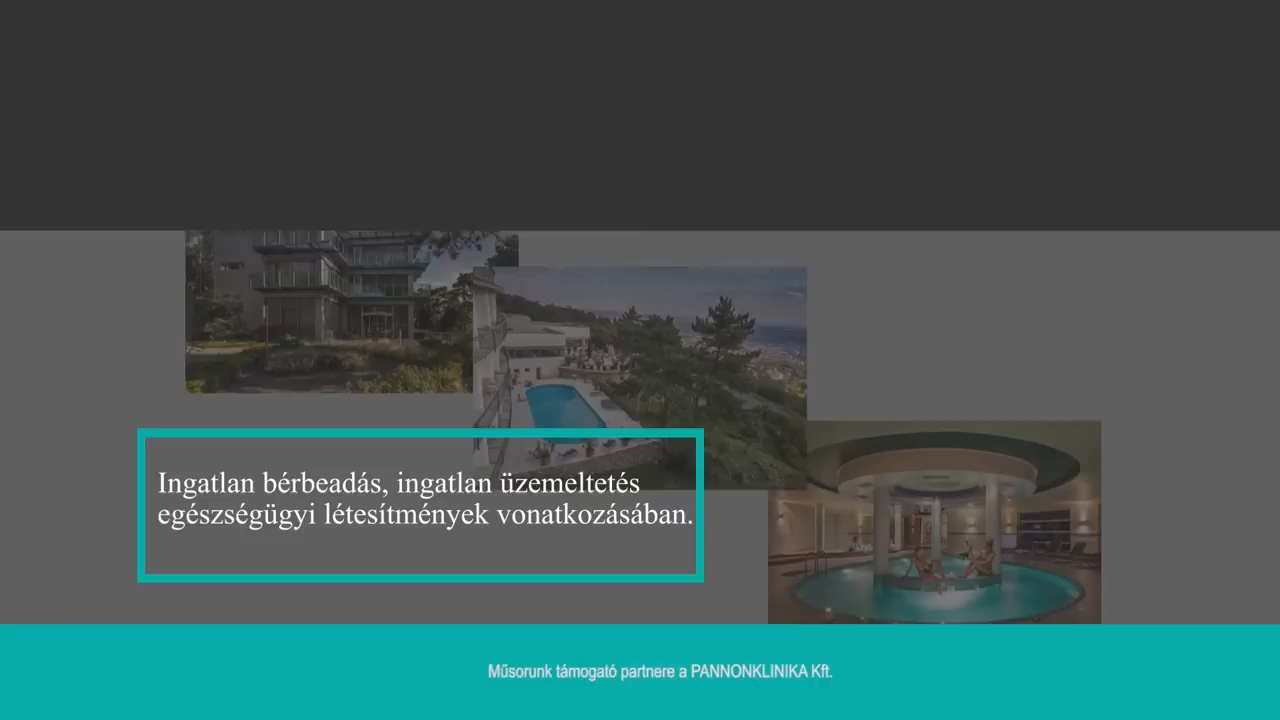 Ingatlan bérbeadás, ingatlan üzemeltetés
egészségügyi létesítmények vonatkozásában.
Műsorunk támogató partnere a PANNONKLINIKA Kft.